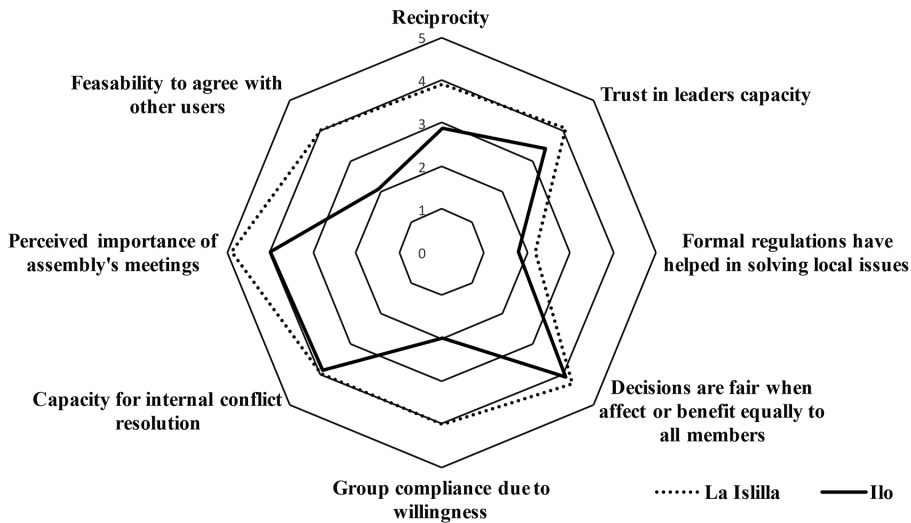 Reciprocity
5
Feasability to agree with
other users
4
Trust in leaders capacity
3
2
1
Perceived importance of
assembly's meetings
0
Formal regulations have
helped in solving local issues
Capacity for internal conflict
resolution
Decisions are fair when
affect or benefit equally to
all members
Group compliance due to
willingness
La Islilla
Ilo